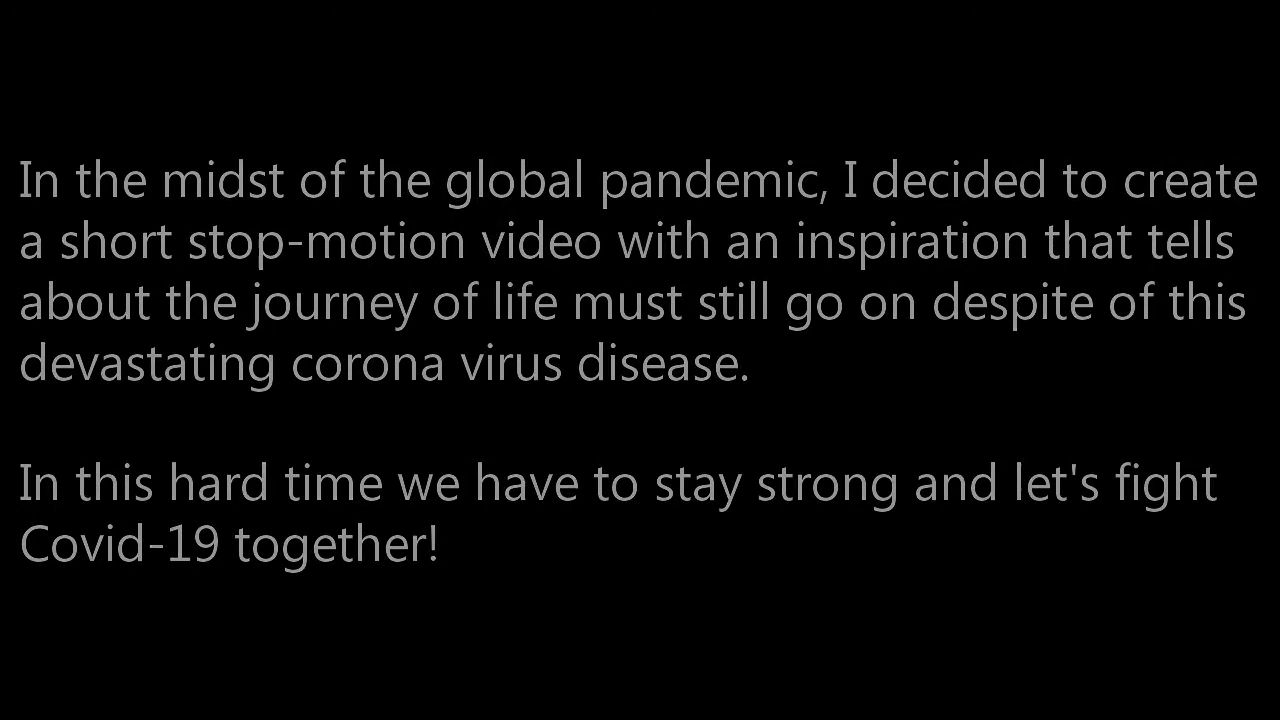 In the midst of the global pandemic, I decided to create
a short stop-motion video with an inspiration that tells
about the journey of life must still go on despite of this
devastating corona virus disease.
In this hard time we have to stay strong and let's fight
Covid-19 together!